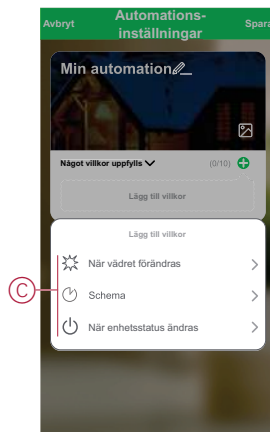 Avbryt
Automations-
inställningar
Spara
Min automation
Något villkor uppfylls
(0/10)
Lägg till villkor
Lägg till villkor
När vädret förändras
Schema
När enhetsstatus ändras
C